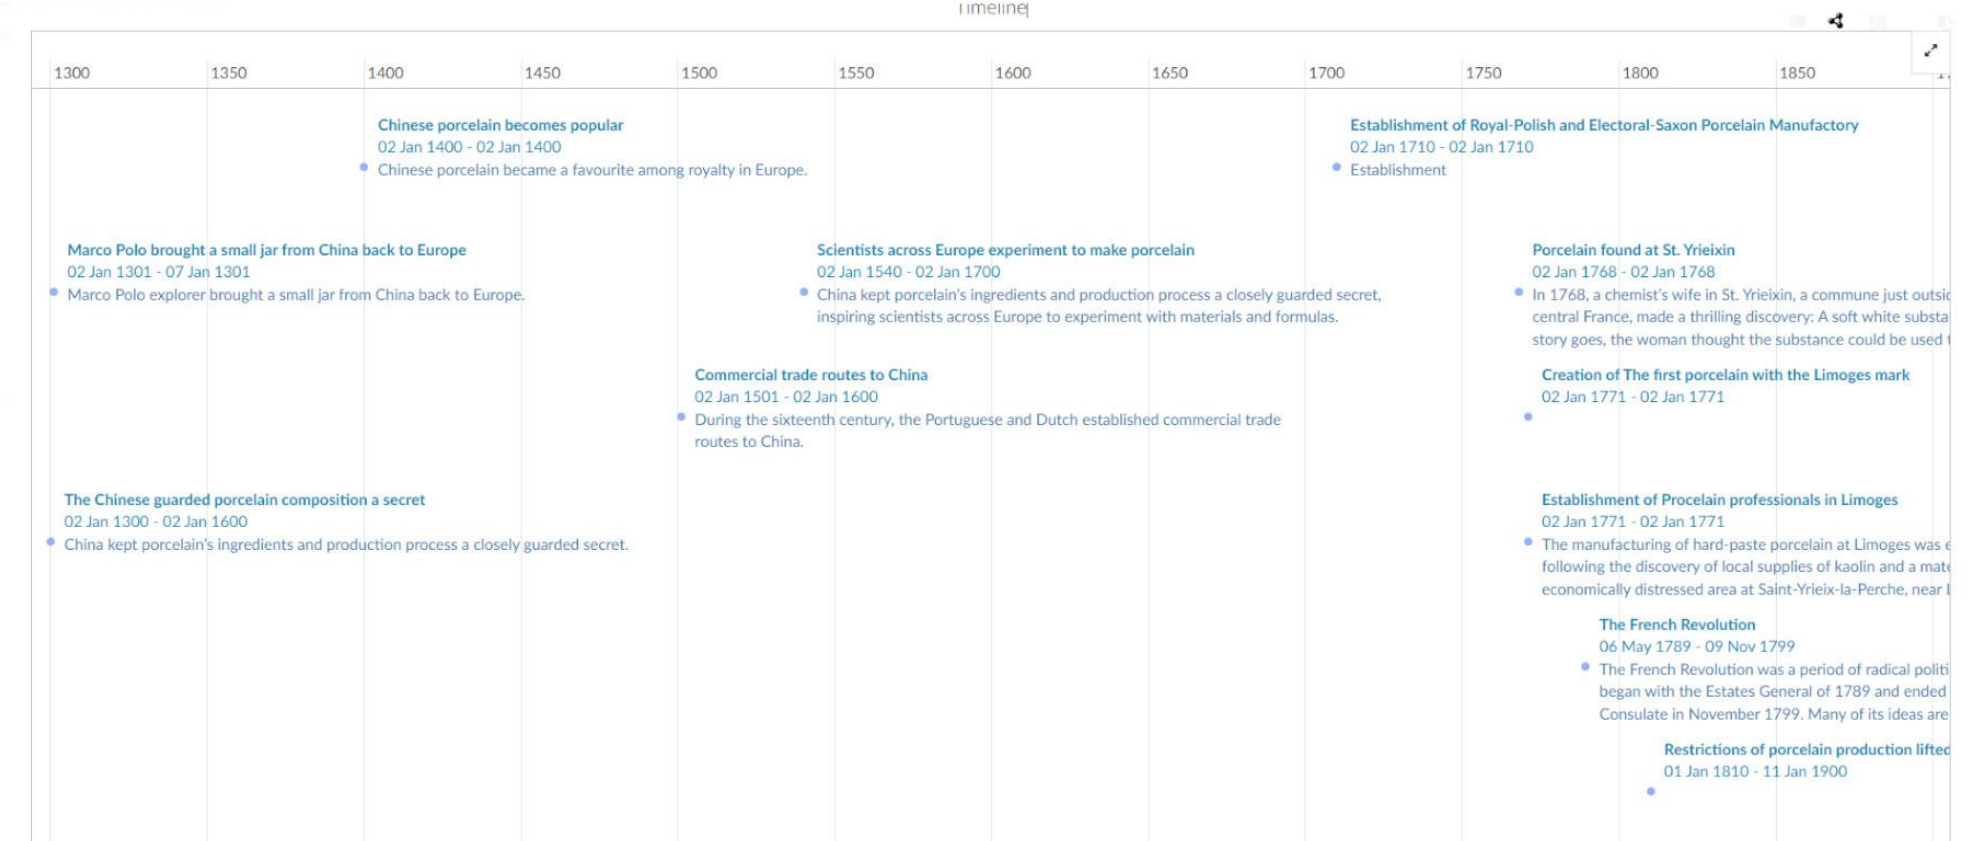 Timeline
1300 1350 1400 1450 1500 1550 1600 1650 1700 1750 1800 1850
Chinese porcelain becomes popular
02 Jan 1400 - 02 Jan 1400
Chinese porcelain became a favourite among royalty in Europe.
Establishment of Royal-Polish and Electoral-Saxon Porcelain Manufactory
02 Jan 1710 - 02 Jan 1710
Establishment
Marco Polo brought a small jar from China back to Europe
02 Jan 1301 - 07 Jan 1301
Marco Polo explorer brought a small jar from China back to Europe.
Scientists across Europe experiment to make porcelain
02 Jan 1540 - 02 Jan 1700
China kept porcelain's ingredients and production process a closely guarded secret,
inspiring scientists across Europe to experiment with materials and formulas.
Porcelain found at St. Yrieixin
02 Jan 1768 - 02 Jan 1768
In 1768, a chemist's wife in St. Yrieixin, a commune just
central France, made a thrilling discovery: A soft white
story goes, the woman thought the substance could be used
Commercial trade routes to China
02 Jan 1501 - 02 Jan 1600
During the sixteenth century, the Portuguese and Dutch established commercial trade
routes to China.
Creation of The first porcelain with the Limoges mark
02 Jan 1771 - 02 Jan 1771
The Chinese guarded porcelain composition a secret
02 Jan 1300 - 02 Jan 1600
China kept porcelain's ingredients and production process a closely guarded secret.
Establishment of Procelain professionals in Limoges
02 Jan 1771 - 02 Jan 1771
The manufacturing of hard-paste porcelain at Limoges was
following the discovery of local supplies of kaolin and a
economically distressed area at Saint-Yrieix-la-Perche, near
The French Revolution
06 May 1789 - 09 Nov 1799
The French Revolution was a period of radical
began with the Estates General of 1789 and ended
Consulate in November 1799. Many of its ideas are
Restrictions of porcelain production lifted
01 Jan 1810 - 11 Jan 1900